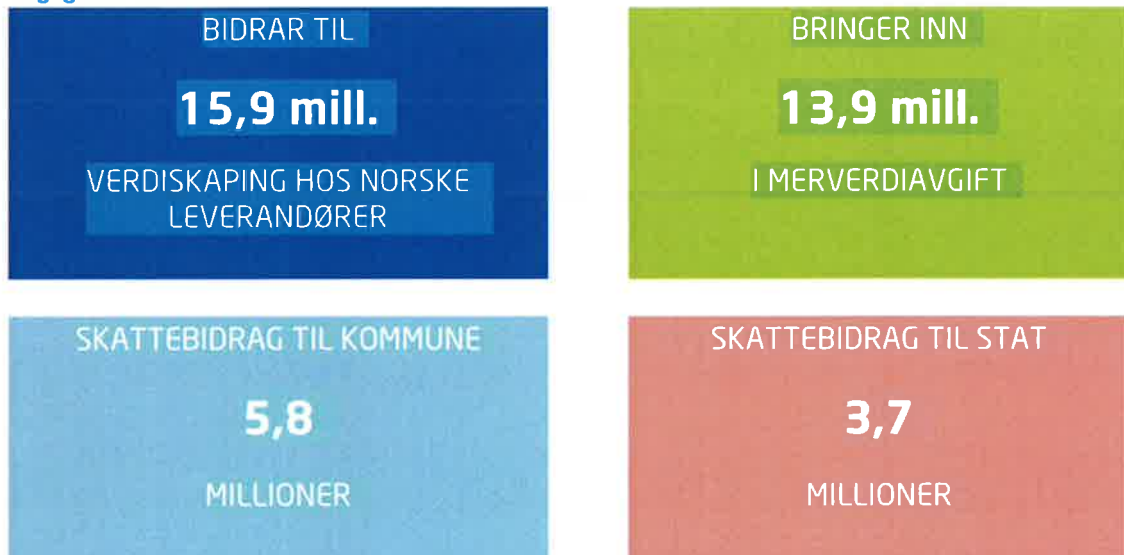 BIDRAR TIL
15,9 mill.
VERDISKAPING HOS NORSKE
LEVERANDØRER
BRINGER INN
13,9 mill.
I MERVERDIAVGIFT
SKATTEBIDRAG TIL KOMMUNE
5,8
MILLIONER
SKATTEBIDRAG TIL STAT
3,7
MILLIONER